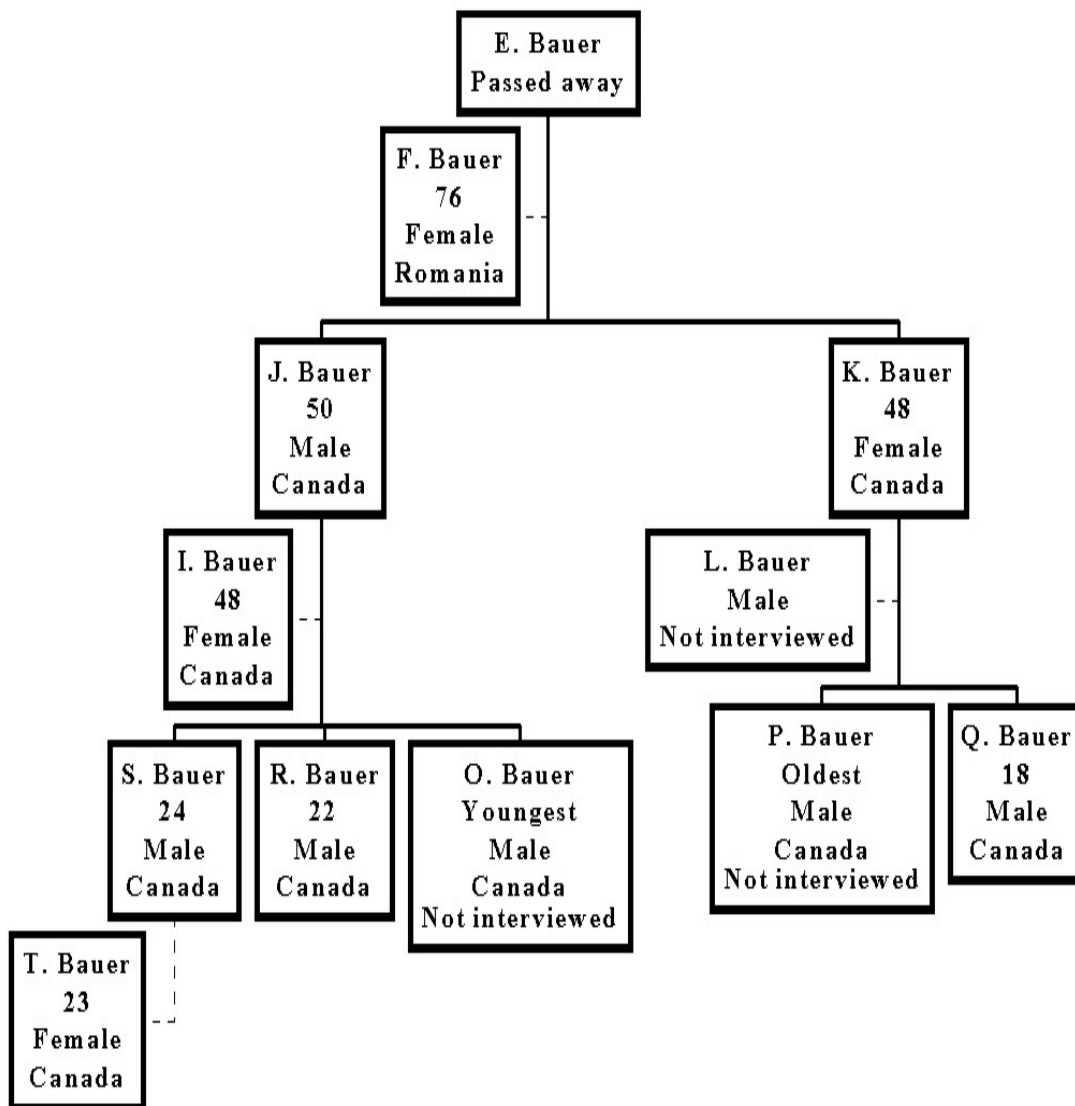 E. Bauer
Passed away
F. Bauer
76
Female
Romania
J. Bauer
50
Male
Canada
K. Bauer
48
Female
Canada
I. Bauer
48
Female
Canada
L. Bauer
Male
Not interviewed
S. Bauer
24
Male
Canada
R. Bauer
22
Male
Canada
O. Bauer
Youngest
Male
Canada
Not interviewed
P. Bauer
Oldest
Male
Canada
Not interviewed
Q. Bauer
18
Male
Canada
T. Bauer
23
Female
Canada